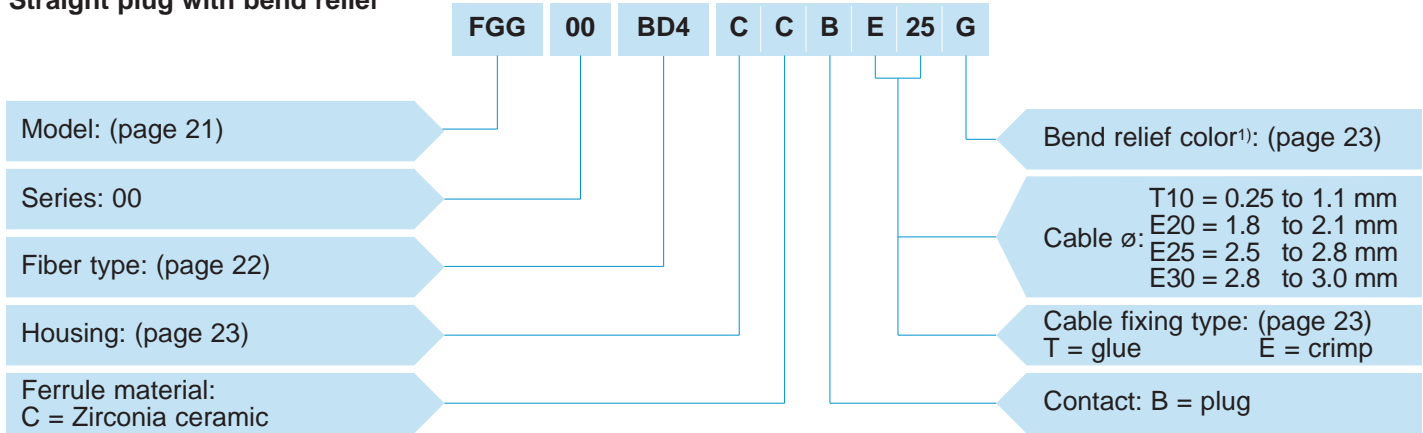 Straight plug with bend relief
FGG 00 BD4 C C B E 25 G
Model: (page 21)
Series: 00
Fiber type: (page 22)
Housing: (page 23)
Ferrule material:
C = Zirconia ceramic
Bend relief color1): (page 23)
Cable ø:
T10 = 0.25 to 1.1 mm
E20 = 1.8 to 2.1 mm
E25 = 2.5 to 2.8 mm
E30 = 2.8 to 3.0 mm
Cable fixing type: (page 23)
T = glue E = crimp
Contact: B = plug